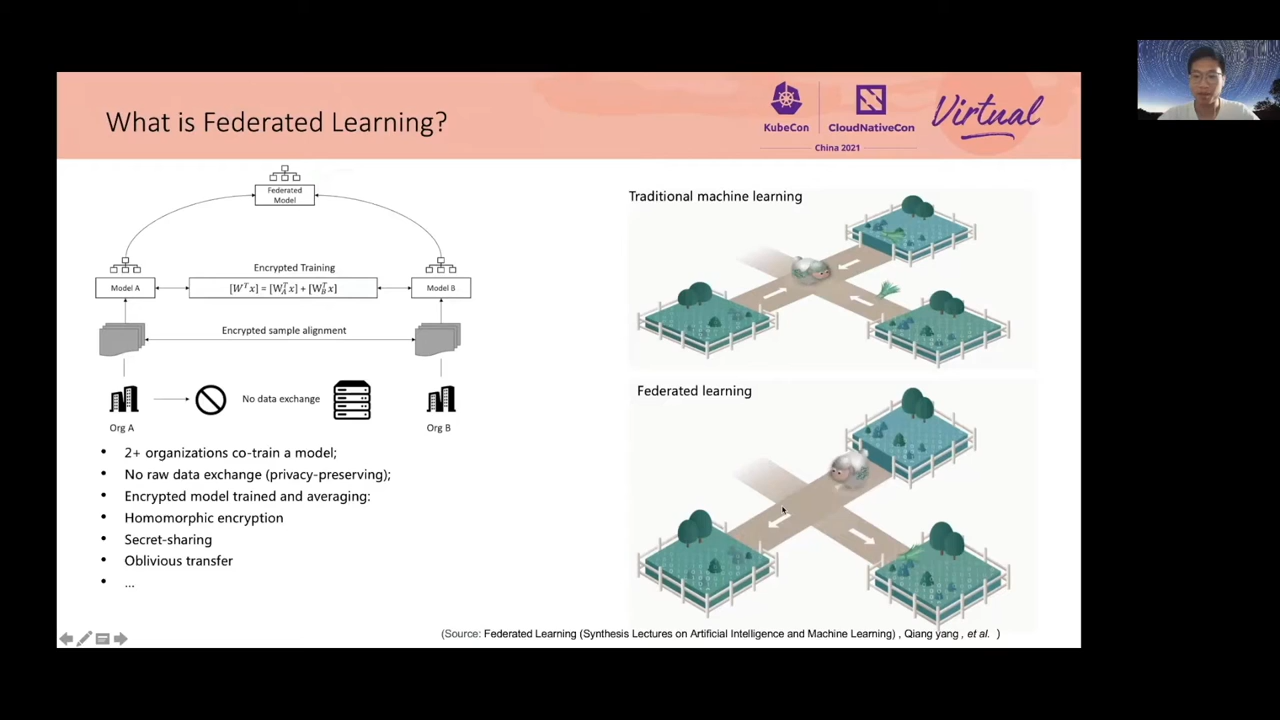 What is Federated Learning?
KubeCon
CloudNativeCon
China 2021
Virtual
Federated
Model
Encrypted Training
Model A
[W^T x] = [W_A^T x] + [W_B^T x]
Model B
Encrypted sample alignment
No data exchange
Org A
Org B
• 2+ organizations co-train a model;
• No raw data exchange (privacy-preserving);
• Encrypted model trained and averaging:
• Homomorphic encryption
• Secret-sharing
• Oblivious transfer
• ...
Traditional machine learning
Federated learning
(Source: Federated Learning (Synthesis Lectures on Artificial Intelligence and Machine Learning) , Qiang yang , et al. )